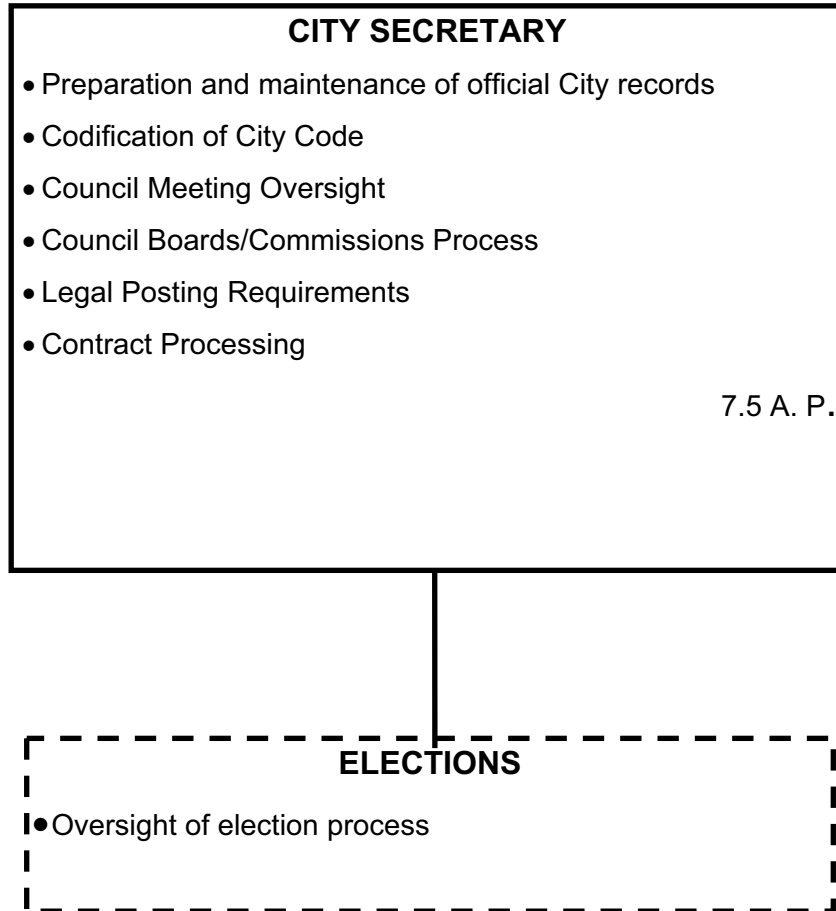 CITY SECRETARY
• Preparation and maintenance of official City records
• Codification of City Code
• Council Meeting Oversight
• Council Boards/Commissions Process
• Legal Posting Requirements
• Contract Processing
7.5 A. P.
ELECTIONS
• Oversight of election process